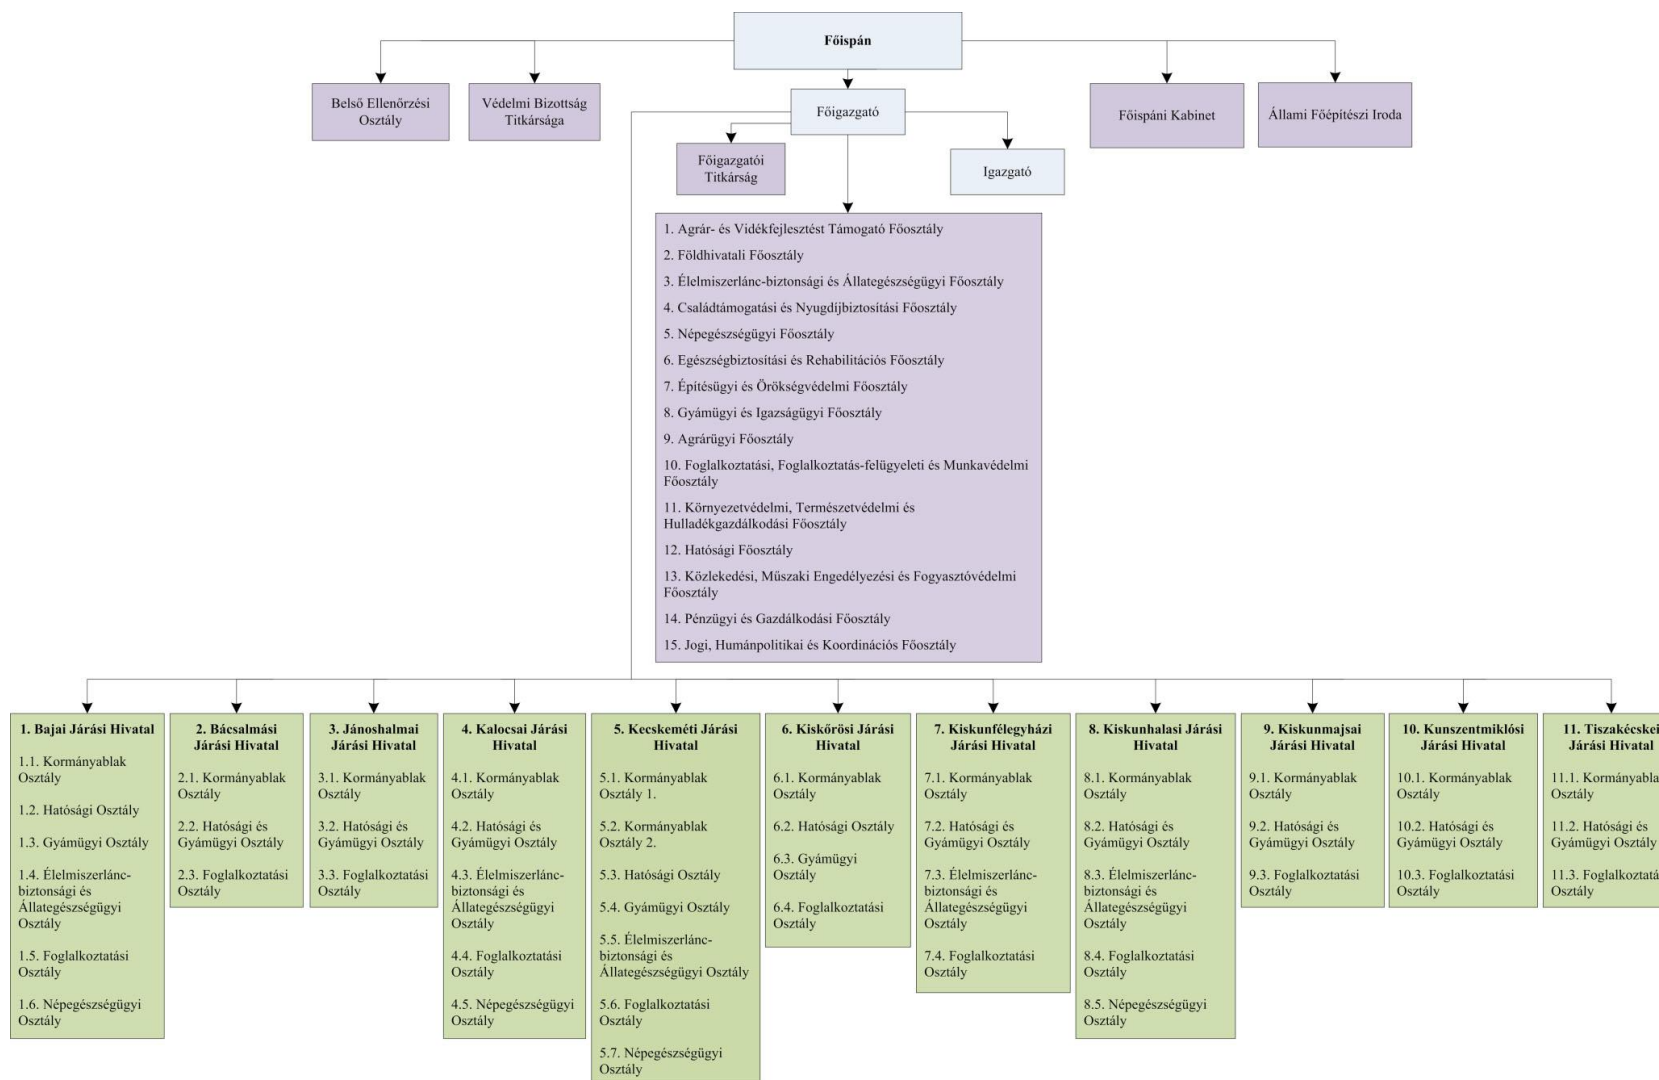 Főispán
Belső Ellenőrzési
Osztály
Védelmi Bizottság
Titkársága
Főigazgató
Főispáni Kabinet
Állami Főépítészi Iroda
Főigazgatói
Titkárság
Igazgató
1. Agrár- és Vidékfejlesztést Támogató Főosztály
2. Földhivatali Főosztály
3. Élelmiszerlánc-biztonsági és Állategészségügyi Főosztály
4. Családtámogatási és Nyugdíjbiztosítási Főosztály
5. Népegészségügyi Főosztály
6. Egészségbiztosítási és Rehabilitációs Főosztály
7. Építésügyi és Örökségvédelmi Főosztály
8. Gyámügyi és Igazságügyi Főosztály
9. Agrárügyi Főosztály
10. Foglalkoztatási, Foglalkoztatás-felügyeleti és Munkavédelmi
Főosztály
11. Környezetvédelmi, Természetvédelmi és
Hulladékgazdálkodási Főosztály
12. Hatósági Főosztály
13. Közlekedési, Műszaki Engedélyezési és Fogyasztóvédelmi
Főosztály
14. Pénzügyi és Gazdálkodási Főosztály
15. Jogi, Humánpolitikai és Koordinációs Főosztály
1. Bajai Járási Hivatal
1.1. Kormányablak
Osztály
1.2. Hatósági Osztály
1.3. Gyámügyi Osztály
1.4. Élelmiszerlánc-
biztonsági és
Állategészségügyi
Osztály
1.5. Foglalkoztatási
Osztály
1.6. Népegészségügyi
Osztály
2. Bácsalmási
Járási Hivatal
2.1. Kormányablak
Osztály
2.2. Hatósági és
Gyámügyi Osztály
2.3. Foglalkoztatási
Osztály
3. Jánoshalmai
Járási Hivatal
3.1. Kormányablak
Osztály
3.2. Hatósági és
Gyámügyi Osztály
3.3. Foglalkoztatási
Osztály
4. Kalocsai Járási
Hivatal
4.1. Kormányablak
Osztály
4.2. Hatósági és
Gyámügyi Osztály
4.3. Élelmiszerlánc-
biztonsági és
Állategészségügyi
Osztály
4.4. Foglalkoztatási
Osztály
4.5. Népegészségügyi
Osztály
5. Kecskeméti Járási
Hivatal
5.1. Kormányablak
Osztály 1.
5.2. Kormányablak
Osztály 2.
5.3. Hatósági Osztály
5.4. Gyámügyi Osztály
5.5. Élelmiszerlánc-
biztonsági és
Állategészségügyi Osztály
5.6. Foglalkoztatási
Osztály
5.7. Népegészségügyi
Osztály
6. Kiskőrösi Járási
Hivatal
6.1. Kormányablak
Osztály
6.2. Hatósági Osztály
6.3. Gyámügyi
Osztály
6.4. Foglalkoztatási
Osztály
7. Kiskunfélegyházi
Járási Hivatal
7.1. Kormányablak
Osztály
7.2. Hatósági és
Gyámügyi Osztály
7.3. Élelmiszerlánc-
biztonsági és
Állategészségügyi
Osztály
7.4. Foglalkoztatási
Osztály
8. Kiskunhalasi Járási
Hivatal
8.1. Kormányablak
Osztály
8.2. Hatósági és
Gyámügyi Osztály
8.3. Élelmiszerlánc-
biztonsági és
Állategészségügyi
Osztály
8.4. Foglalkoztatási
Osztály
8.5. Népegészségügyi
Osztály
9. Kiskunmajsai
Járási Hivatal
9.1. Kormányablak
Osztály
9.2. Hatósági és
Gyámügyi Osztály
9.3. Foglalkoztatási
Osztály
10. Kunszentmiklósi
Járási Hivatal
10.1. Kormányablak
Osztály
10.2. Hatósági és
Gyámügyi Osztály
10.3. Foglalkoztatási
Osztály
11. Tiszakécskei
Járási Hivatal
11.1.
Osztály
11.2. Hatósági és
Gyámügyi Osztály
11.3.
Osztály